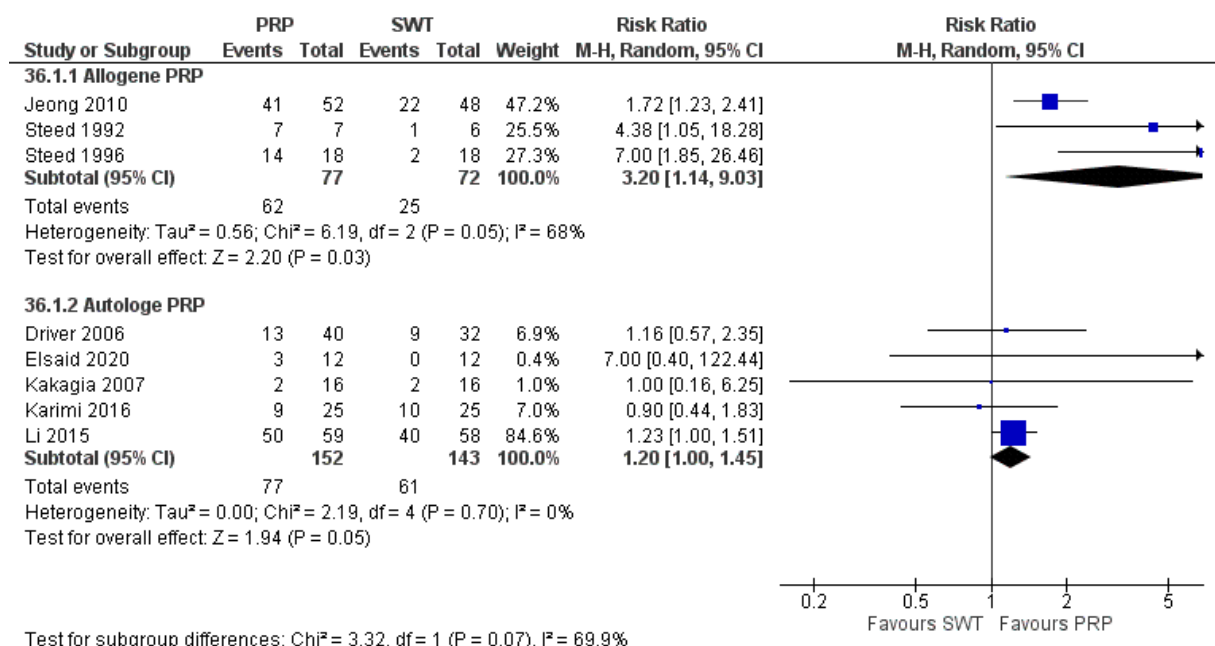 PRP SWT Risk Ratio Risk Ratio
Study or Subgroup Events Total Events Total Weight M-H, Random, 95% CI M-H, Random, 95% CI
36.1.1 Allogene PRP
Jeong 2010 41 52 22 48 47.2% 1.72 [1.23, 2.41]
Steed 1992 7 7 1 6 25.5% 4.38 [1.05, 18.28]
Steed 1996 14 18 2 18 27.3% 7.00 [1.85, 26.46]
Subtotal (95% CI) 77 72 100.0% 3.20 [1.14, 9.03]
Total events 62 25
Heterogeneity: Tau² = 0.56; Chi² = 6.19, df = 2 (P = 0.05); I² = 68%
Test for overall effect: Z = 2.20 (P = 0.03)
36.1.2 Autologe PRP
Driver 2006 13 40 9 32 6.9% 1.16 [0.57, 2.35]
Elsaid 2020 3 12 0 12 0.4% 7.00 [0.40, 122.44]
Kakagia 2007 2 16 2 16 1.0% 1.00 [0.16, 6.25]
Karimi 2016 9 25 10 25 7.0% 0.90 [0.44, 1.83]
Li 2015 50 59 40 58 84.6% 1.23 [1.00, 1.51]
Subtotal (95% CI) 152 143 100.0% 1.20 [1.00, 1.45]
Total events 77 61
Heterogeneity: Tau² = 0.00; Chi² = 2.19, df = 4 (P = 0.70); I² = 0%
Test for overall effect: Z = 1.94 (P = 0.05)
0.2 0.5 1 2 5
Favours SWT Favours PRP
Test for subgroup differences: Chi² = 3.32, df = 1 (P = 0.07), I² = 69.9%